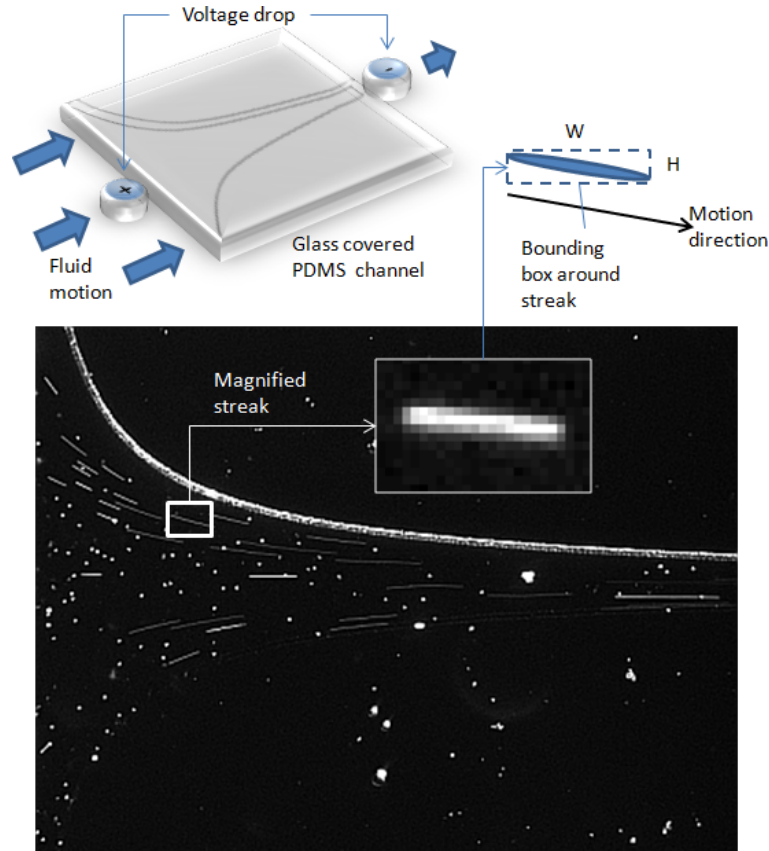 Voltage drop
-
+
Fluid
motion
Glass covered
PDMS channel
W
H
Motion
direction
Bounding
box around
streak
Magnified
streak